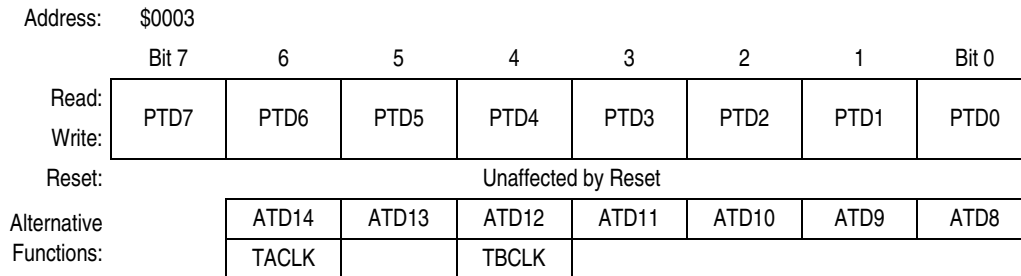 Address: $0003
Bit 7 6 5 4 3 2 1 Bit 0
Read:
PTD7 PTD6 PTD5 PTD4 PTD3 PTD2 PTD1 PTD0
Write:
Reset: Unaffected by Reset
Alternative ATD14 ATD13 ATD12 ATD11 ATD10 ATD9 ATD8
Functions: TACLK TBCLK